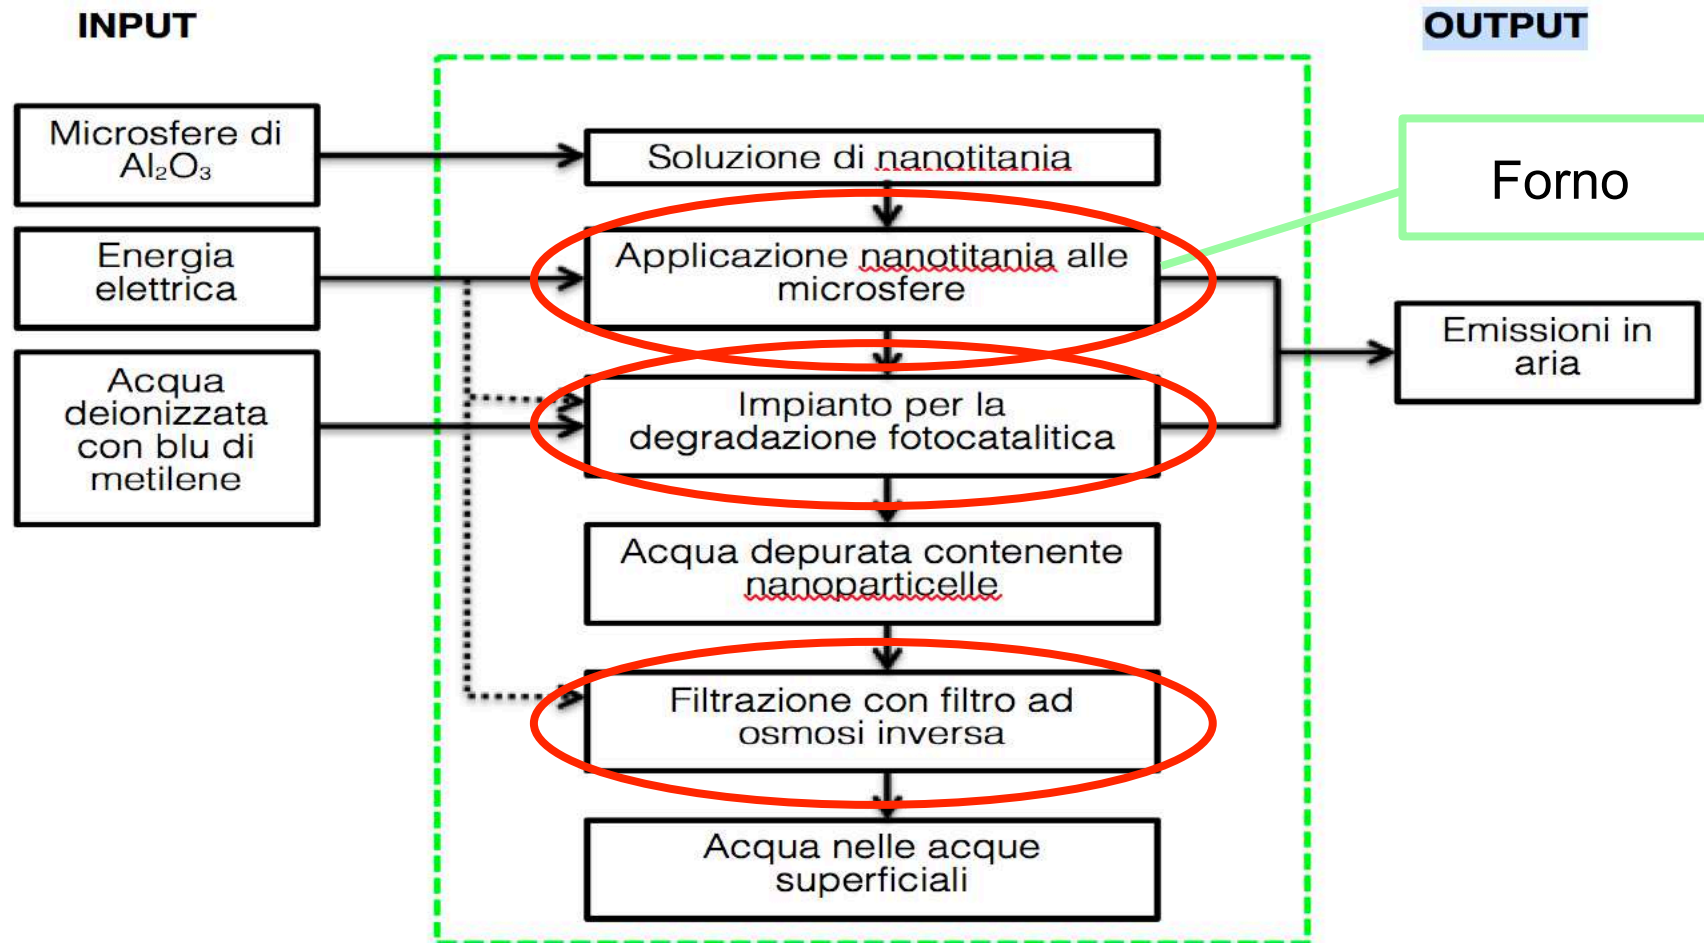 INPUT
OUTPUT
Microsfere di
Al₂O₃
Energia
elettrica
Acqua
deionizzata
con blu di
metilene
Soluzione di nanotitania
Applicazione nanotitania alle
microsfere
Impianto per la
degradazione fotocatalitica
Acqua depurata contenente
nanoparticelle
Filtrazione con filtro ad
osmosi inversa
Acqua nelle acque
superficiali
Forno
Emissioni in
aria